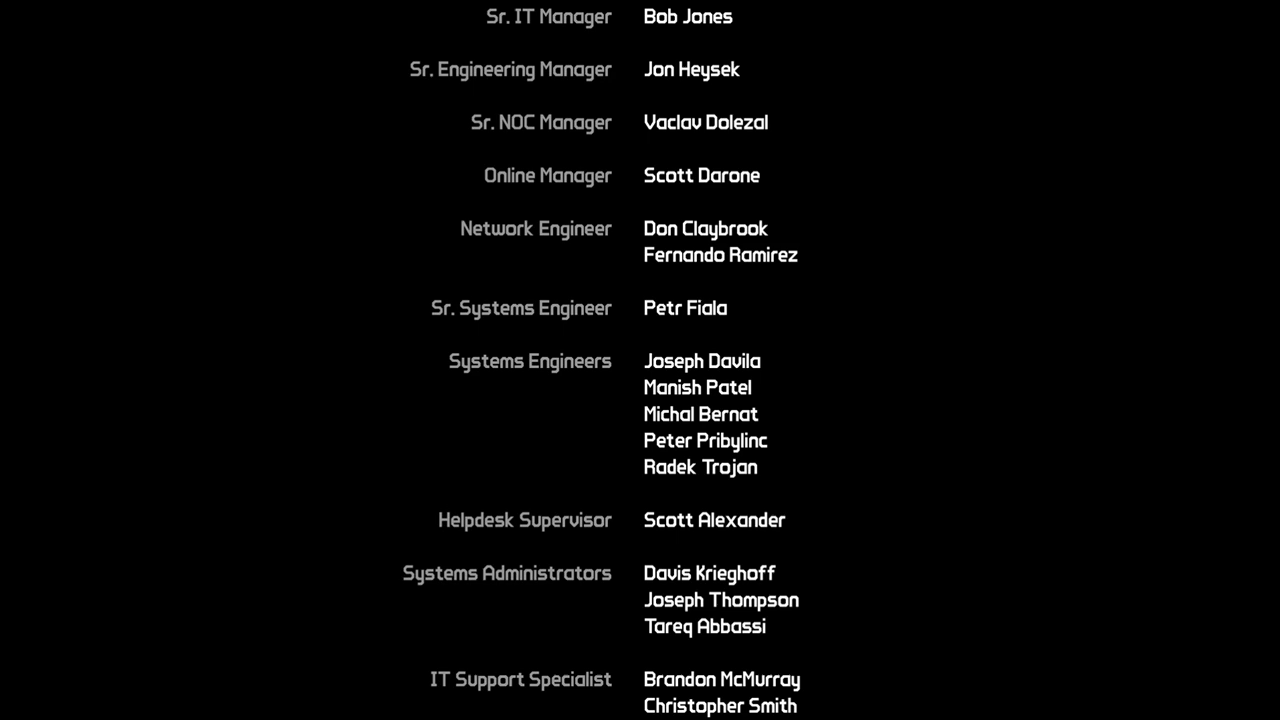 Sr. IT Manager Bob Jones
Sr. Engineering Manager Jon Heysek
Sr. NOC Manager Vaclav Dolezal
Online Manager Scott Darone
Network Engineer Don Claybrook
Fernando Ramirez
Sr. Systems Engineer Petr Fiala
Systems Engineers Joseph Davila
Manish Patel
Michal Bernat
Peter Pribylinc
Radek Trojan
Helpdesk Supervisor Scott Alexander
Systems Administrators Davis Krieghoff
Joseph Thompson
Tareq Abbassi
IT Support Specialist Brandon McMurray
Christopher Smith